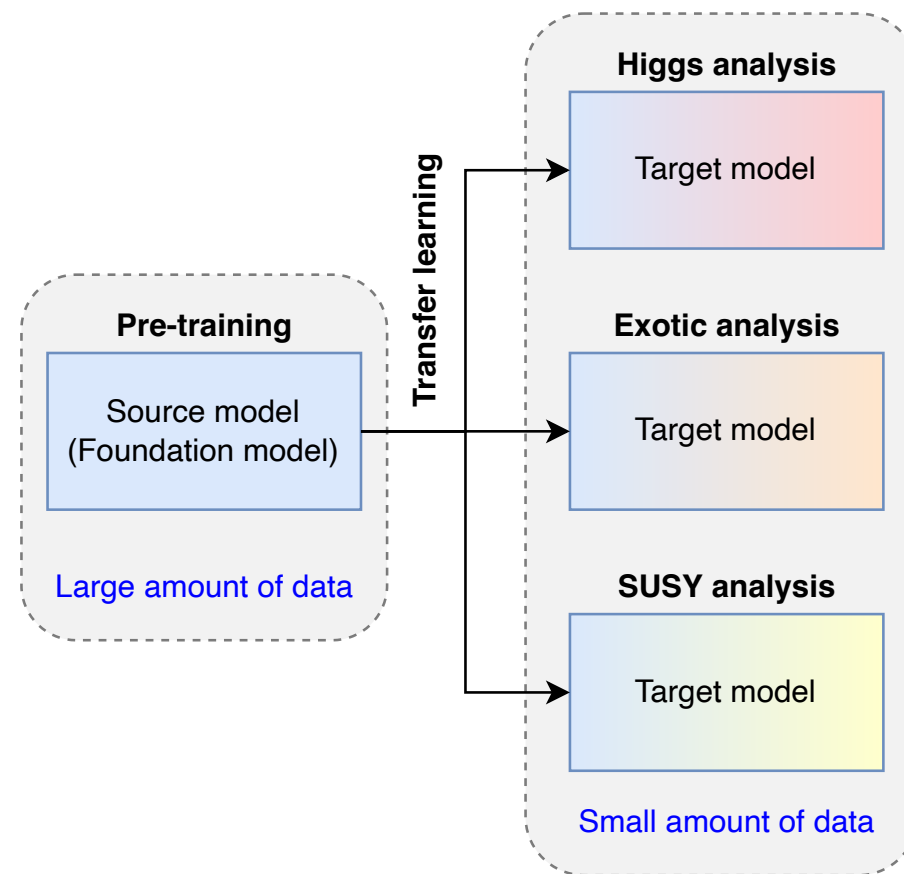 Pre-training
Source model
(Foundation model)
Large amount of data
Transfer learning
Higgs analysis
Target model
Exotic analysis
Target model
SUSY analysis
Target model
Small amount of data